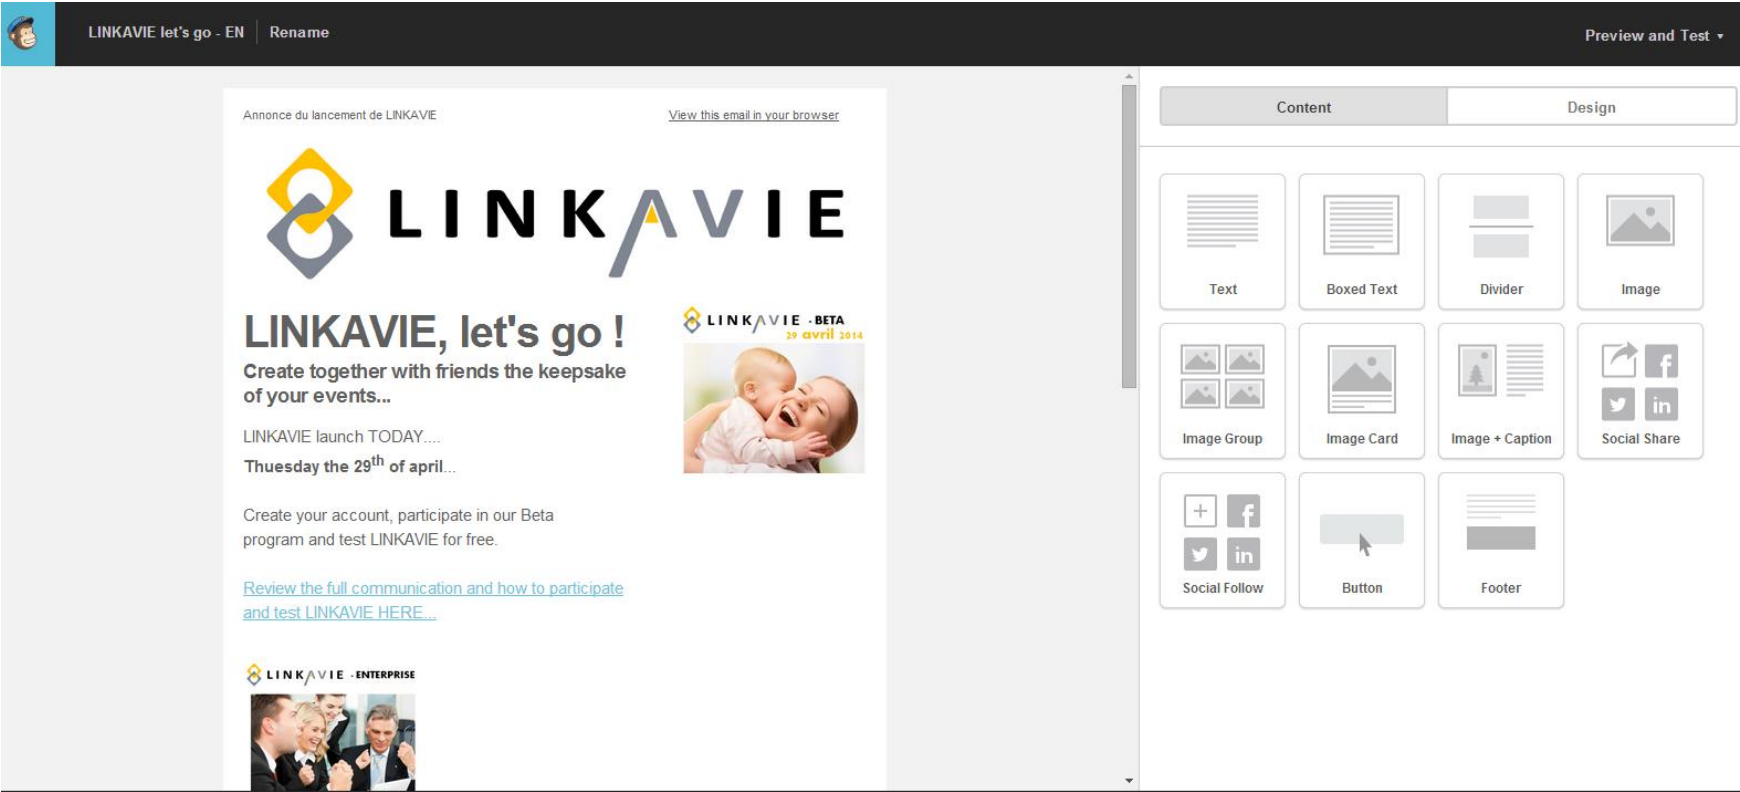 LINKAVIE let's go - EN Rename
Preview and Test
Annonce du lancement de LINKAVIE
View this email in your browser
LINKAVIE
LINKAVIE, let's go !
Create together with friends the keepsake
of your events...
LINKAVIE launch TODAY....
Thuesday the 29th of april...
Create your account, participate in our Beta
program and test LINKAVIE for free.
Review the full communication and how to participate
and test LINKAVIE HERE...
LINKAVIE - BETA
29 avril 2014
LINKAVIE - ENTERPRISE
Content Design
Text Boxed Text Divider Image
Image Group Image Card Image + Caption Social Share
Social Follow Button Footer